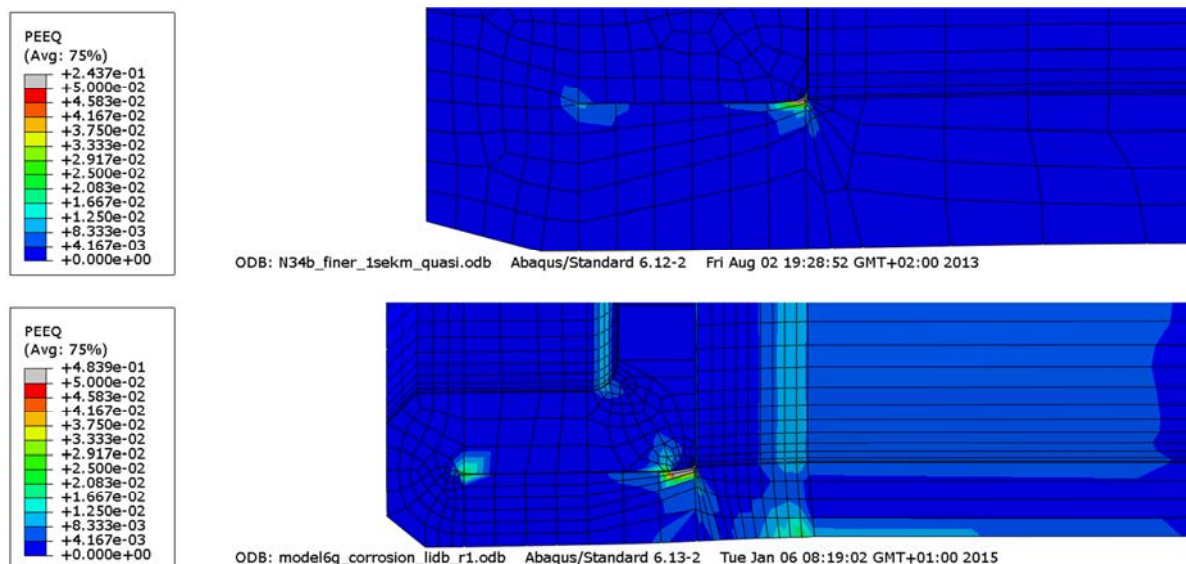 PEEQ
(Avg: 75%)
+2.437e-01
+5.000e-02
+4.583e-02
+4.167e-02
+3.750e-02
+3.333e-02
+2.917e-02
+2.500e-02
+2.083e-02
+1.667e-02
+1.250e-02
+8.333e-03
+4.167e-03
+0.000e+00
ODB: N34b_finer_1sekm_quasi.odb Abaqus/Standard 6.12-2 Fri Aug 02 19:28:52 GMT+02:00 2013
PEEQ
(Avg: 75%)
+4.839e-01
+5.000e-02
+4.583e-02
+4.167e-02
+3.750e-02
+3.333e-02
+2.917e-02
+2.500e-02
+2.083e-02
+1.667e-02
+1.250e-02
+8.333e-03
+4.167e-03
+0.000e+00
ODB: model6g_corrosion_lidb_r1.odb Abaqus/Standard 6.13-2 Tue Jan 06 08:19:02 GMT+01:00 2015